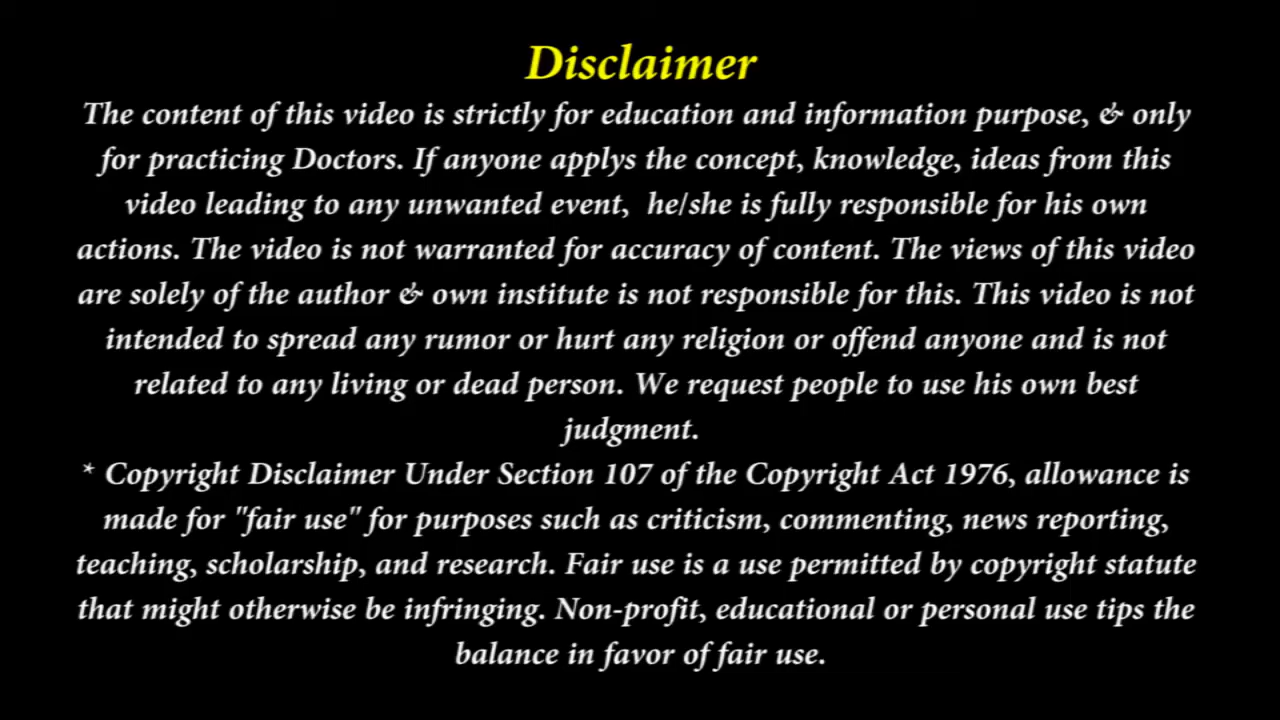 Disclaimer
The content of this video is strictly for education and information purpose, & only
for practicing Doctors. If anyone applys the concept, knowledge, ideas from this
video leading to any unwanted event,  he/she is fully responsible for his own
actions. The video is not warranted for accuracy of content. The views of this video
are solely of the author & own institute is not responsible for this. This video is not
intended to spread any rumor or hurt any religion or offend anyone and is not
related to any living or dead person. We request people to use his own best
judgment.
* Copyright Disclaimer Under Section 107 of the Copyright Act 1976, allowance is
made for "fair use" for purposes such as criticism, commenting, news reporting,
teaching, scholarship, and research. Fair use is a use permitted by copyright statute
that might otherwise be infringing. Non-profit, educational or personal use tips the
balance in favor of fair use.